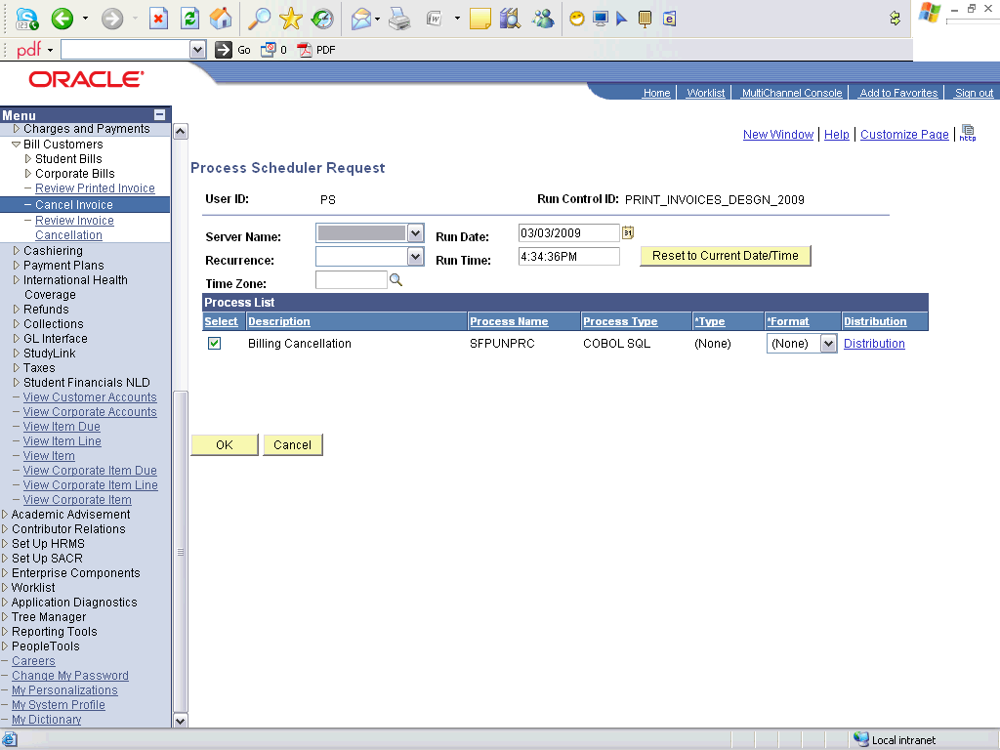 pdf Go 0 PDF
ORACLE
Home Worklist MultiChannel Console Add to Favorites Sign out
New Window Help Customize Page http
Menu
Charges and Payments
Bill Customers
Student Bills
Corporate Bills
Review Printed Invoice
Cancel Invoice
Review Invoice
Cancellation
Cashiering
Payment Plans
International Health
Coverage
Refunds
Collections
GL Interface
StudyLink
Taxes
Student Financials NLD
View Customer Accounts
View Corporate Accounts
View Item Due
View Item Line
View Item
View Corporate Item Due
View Corporate Item Line
View Corporate Item
Academic Advisement
Contributor Relations
Set Up HRMS
Set Up SACR
Enterprise Components
Worklist
Application Diagnostics
Tree Manager
Reporting Tools
PeopleTools
Careers
Change My Password
My Personalizations
My System Profile
My Dictionary
Process Scheduler Request
User ID: PS Run Control ID: PRINT_INVOICES_DESGN_2009
Server Name: Run Date: 03/03/2009 31
Recurrence: Run Time: 4:34:36PM Reset to Current Date/Time
Time Zone:
Process List
Select Description Process Name Process Type *Type *Format Distribution
Billing Cancellation SFPUNPRC COBOL SQL (None) (None) Distribution
OK Cancel
Local intranet